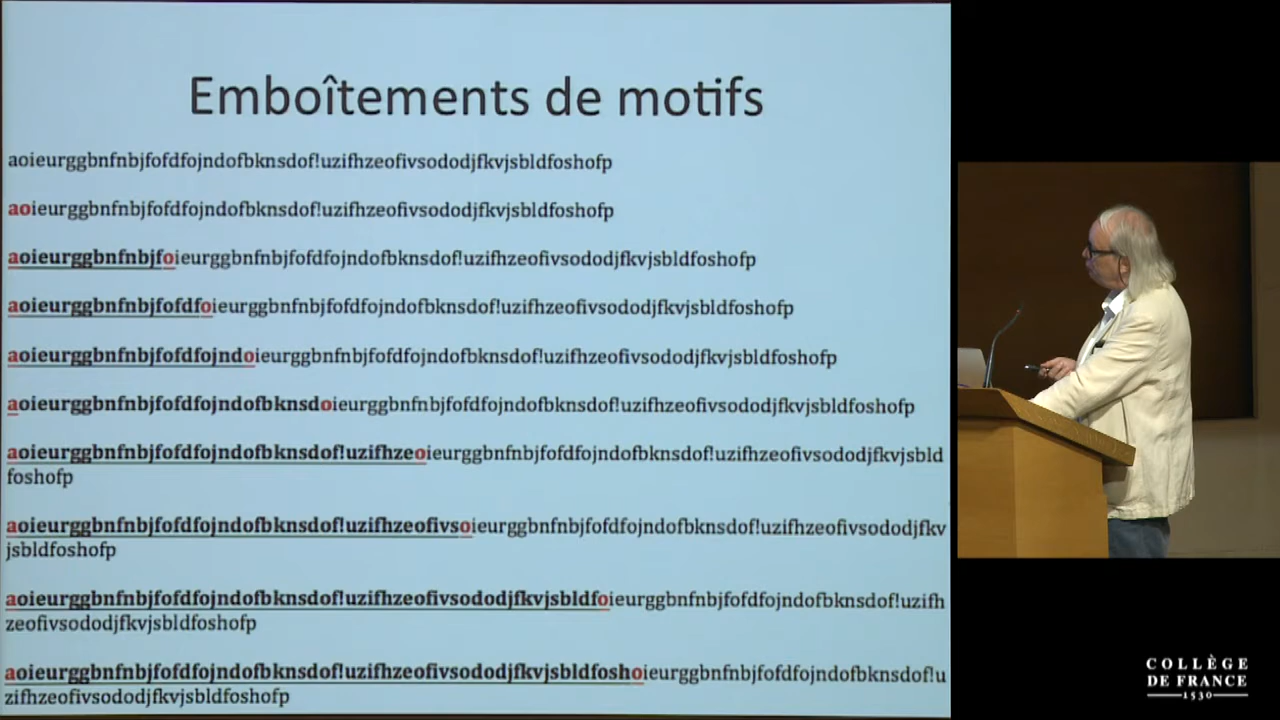 Emboîtements de motifs
aoieurggbnfnbjfofdfojndofbknsdof!uzifhzeofivsododjfkvjsbldfoshofp
aoieurggbnfnbjfofdfojndofbknsdof!uzifhzeofivsododjfkvjsbldfoshofp
aoieurggbnfnbjfoieurggbnfnbjfofdfojndofbknsdof!uzifhzeofivsododjfkvjsbldfoshofp
aoieurggbnfnbjfofdfoieurggbnfnbjfofdfojndofbknsdof!uzifhzeofivsododjfkvjsbldfoshofp
aoieurggbnfnbjfofdfojndoieurggbnfnbjfofdfojndofbknsdof!uzifhzeofivsododjfkvjsbldfoshofp
aoieurggbnfnbjfofdfojndofbknsdoieurggbnfnbjfofdfojndofbknsdof!uzifhzeofivsododjfkvjsbldfoshofp
aoieurggbnfnbjfofdfojndofbknsdof!uzifhzeoieurggbnfnbjfofdfojndofbknsdof!uzifhzeofivsododjfkvjsbld
foshofp
aoieurggbnfnbjfofdfojndofbknsdof!uzifhzeofivsoieurggbnfnbjfofdfojndofbknsdof!uzifhzeofivsododjfkv
jsbldfoshofp
aoieurggbnfnbjfofdfojndofbknsdof!uzifhzeofivsododjfkvjsbldfoieurggbnfnbjfofdfojndofbknsdof!uzifh
zeofivsododjfkvjsbldfoshofp
aoieurggbnfnbjfofdfojndofbknsdof!uzifhzeofivsododjfkvjsbldfoshoieurggbnfnbjfofdfojndofbknsdof!u
zifhzeofivsododjfkvjsbldfoshofp
COLLÈGE
DE FRANCE
1530